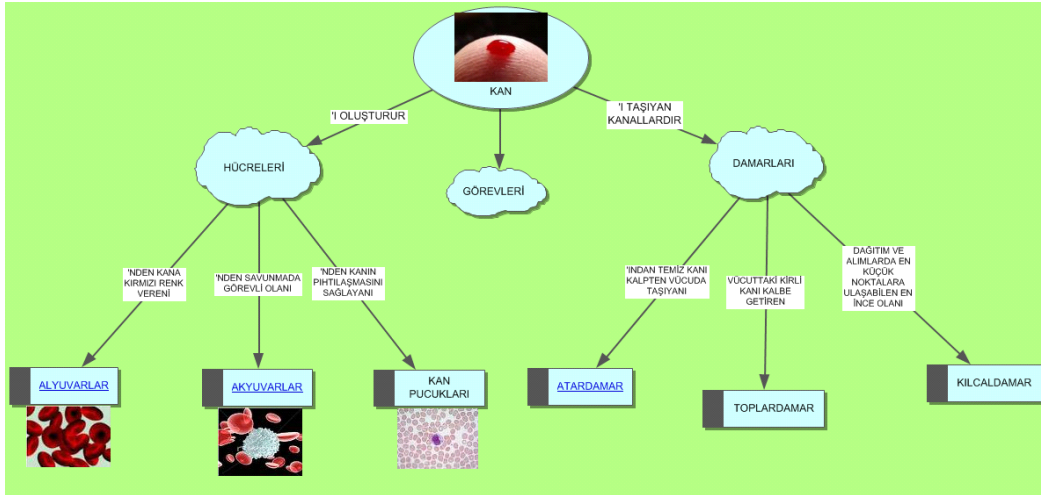 KAN
'I OLUŞTURUR
'I TAŞIYAN
KANALLARDIR
HÜCRELERİ
GÖREVLERİ
DAMARLARI
'NDEN KANA
KIRMIZI RENK
VERENİ
'NDEN SAVUNMADA
GÖREVLİ OLANI
'NDEN KANIN
PIHTILAŞMASINI
SAĞLAYANI
'INDAN TEMİZ KANI
KALPTEN VÜCUDA
TAŞIYANI
VÜCUTTAKİ KİRLİ
KANI KALBE
GETİREN
DAĞITIM VE
ALIMLARDA EN
KÜÇÜK
NOKTALARA
ULAŞABİLEN EN
İNCE OLANI
ALYUVARLAR
AKYUVARLAR
KAN
PUCUKLARI
ATARDAMAR
TOPLARDAMAR
KILCALDAMAR